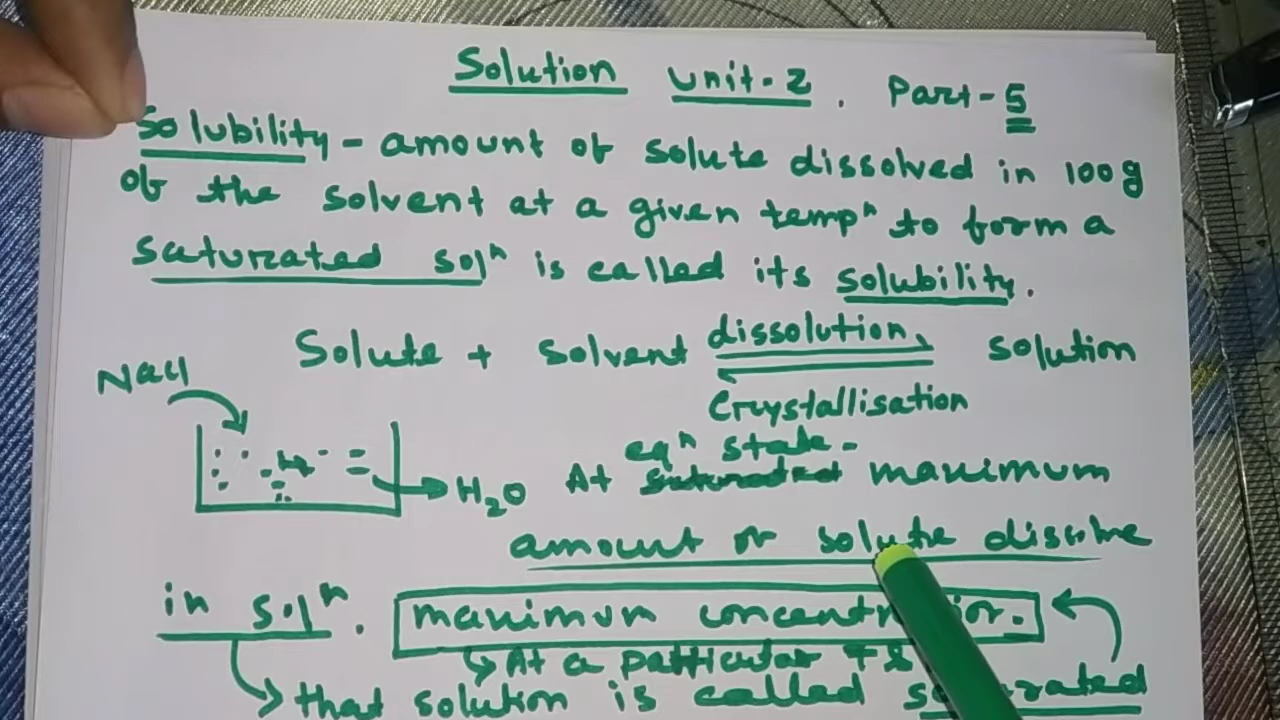 Solution Unit-2. Part-5
Solubility - amount of solute dissolved in 100g
of the solvent at a given tempⁿ to form a
saturated solⁿ is called its solubility.
Solute + Solvent dissolution Solution
Crystallisation
NaCl
H₂O
eqⁿ state -
At maximum
amount of solute dissolve
in solⁿ. maximum
At a particular
that solution is called